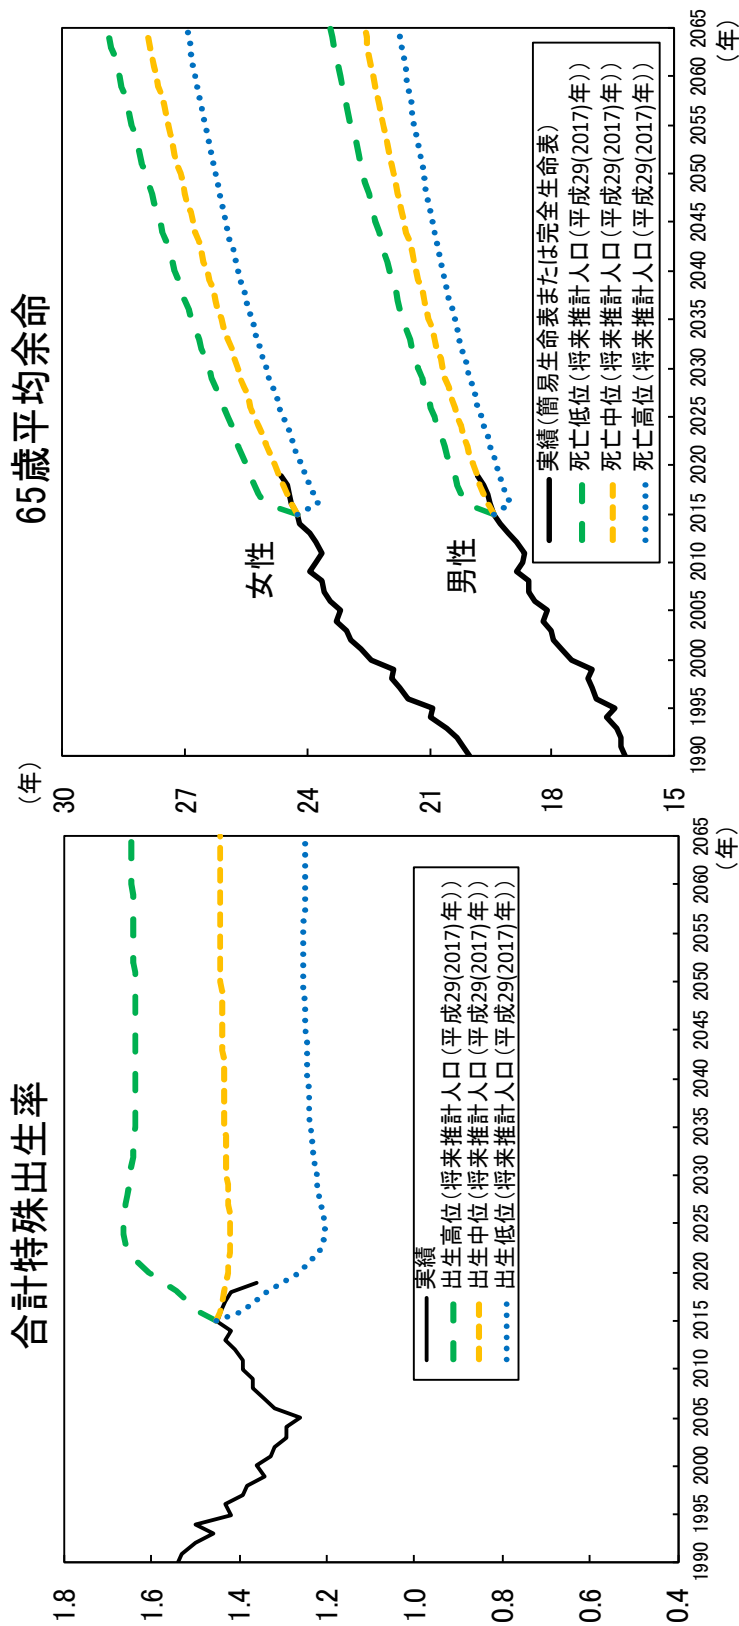 合計特殊出生率
1.8
1.6
1.4
1.2
1.0
0.8
0.6
0.4
1990 1995 2000 2005 2010 2015 2020 2025 2030 2035 2040 2045 2050 2055 2060 2065
(年)
実績
出生高位(将来推計人口(平成29(2017)年))
出生中位(将来推計人口(平成29(2017)年))
出生低位(将来推計人口(平成29(2017)年))
65歳平均余命
(年)
30
27
24
21
18
15
女性
男性
1990 1995 2000 2005 2010 2015 2020 2025 2030 2035 2040 2045 2050 2055 2060 2065
(年)
実績(簡易生命表または完全生命表)
死亡低位(将来推計人口(平成29(2017)年))
死亡中位(将来推計人口(平成29(2017)年))
死亡高位(将来推計人口(平成29(2017)年))